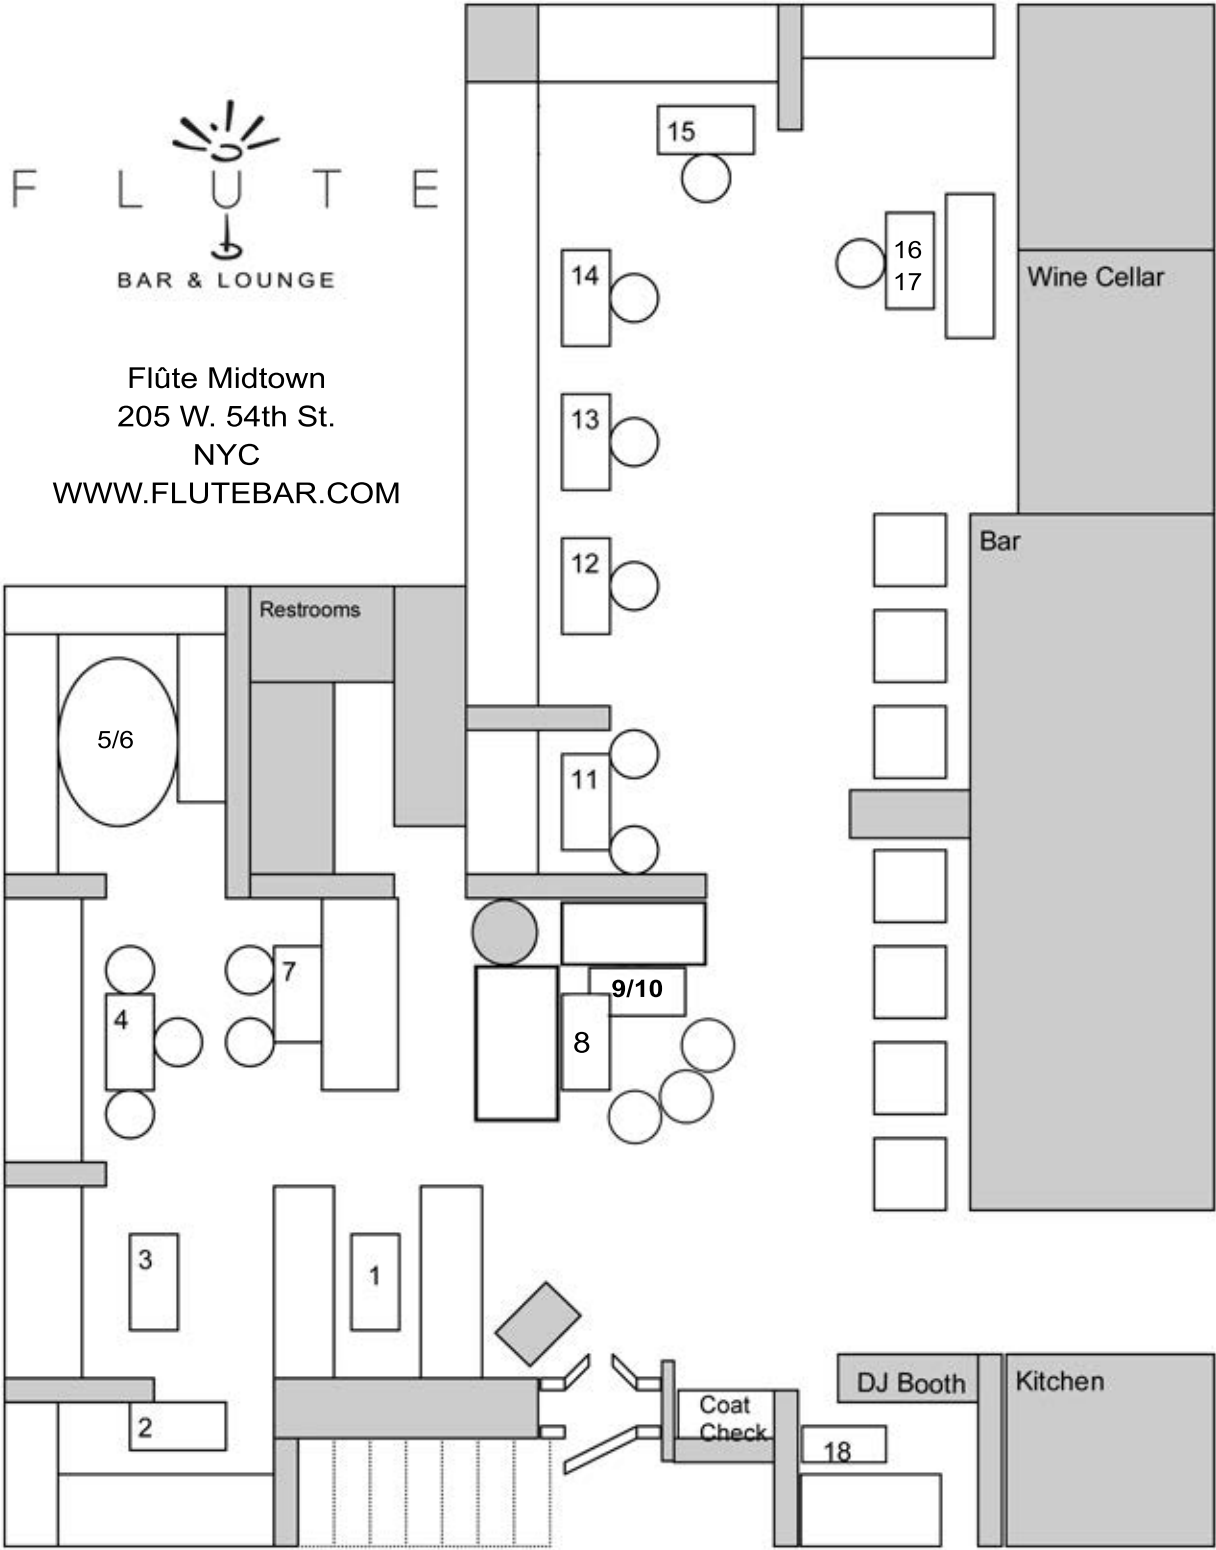 F L U T E
BAR & LOUNGE
Flûte Midtown
205 W. 54th St.
NYC
WWW.FLUTEBAR.COM
15
16
17
Wine Cellar
14
13
12
Bar
Restrooms
5/6
11
7
4
9/10
8
3
1
2
DJ Booth
Kitchen
Coat
Check
18